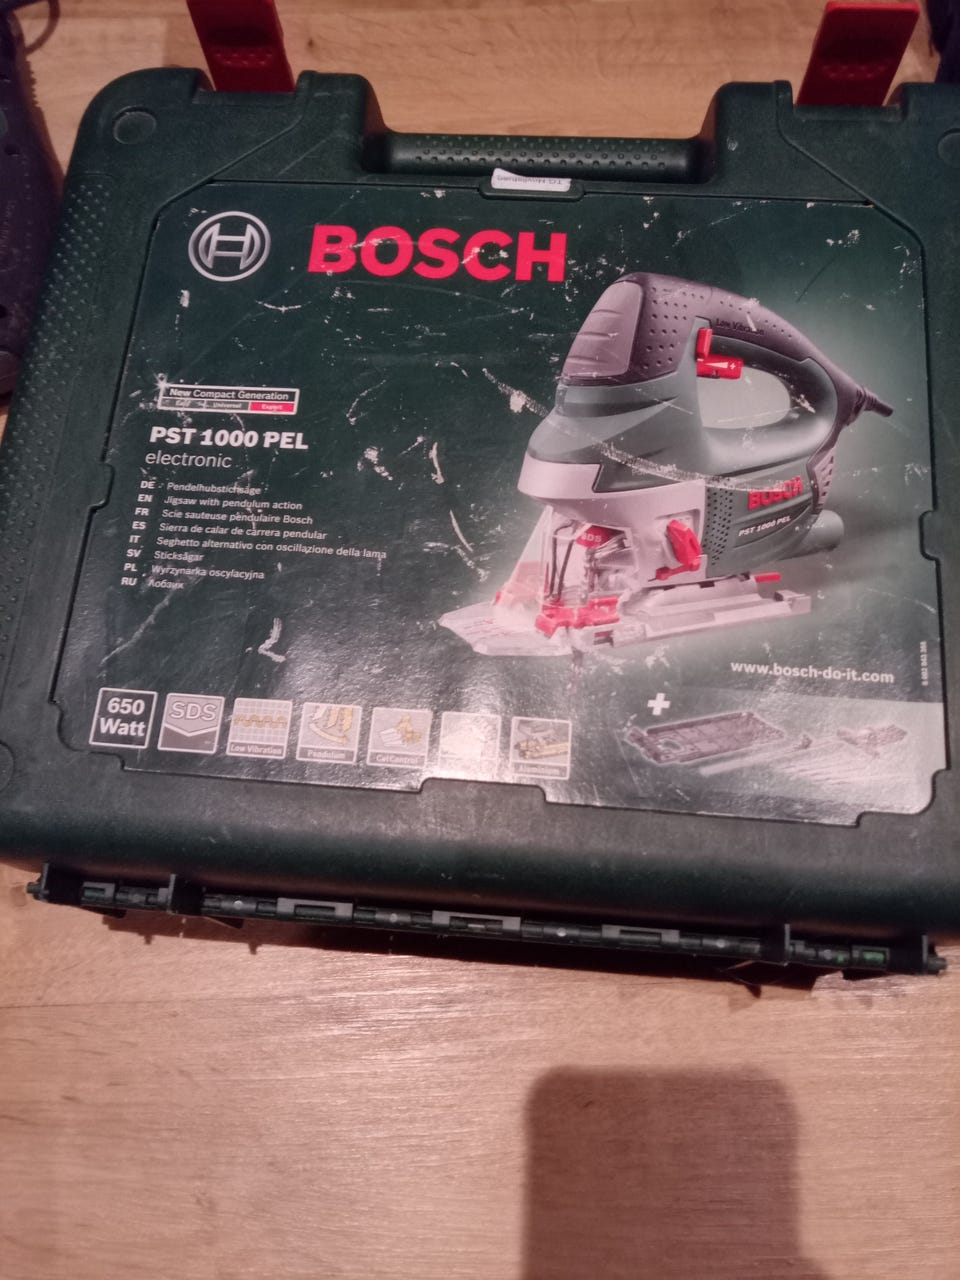 BOSCH
Low Vibration
New Compact Generation
Universal Expert
PST 1000 PEL
electronic
DE Pendelhubstichsäge
EN Jigsaw with pendulum action
FR Scie sauteuse pendulaire Bosch
ES Sierra de calar de carrera pendular
IT Seghetto alternativo con oscillazione della lama
SV Sticksågar
PL Wyrzynarka oscylacyjna
RU Лобзик
BOSCH
PST 1000 PEL
SDS
www.bosch-do-it.com
+
650
Watt
SDS
Low Vibration
Pendulum
CutControl